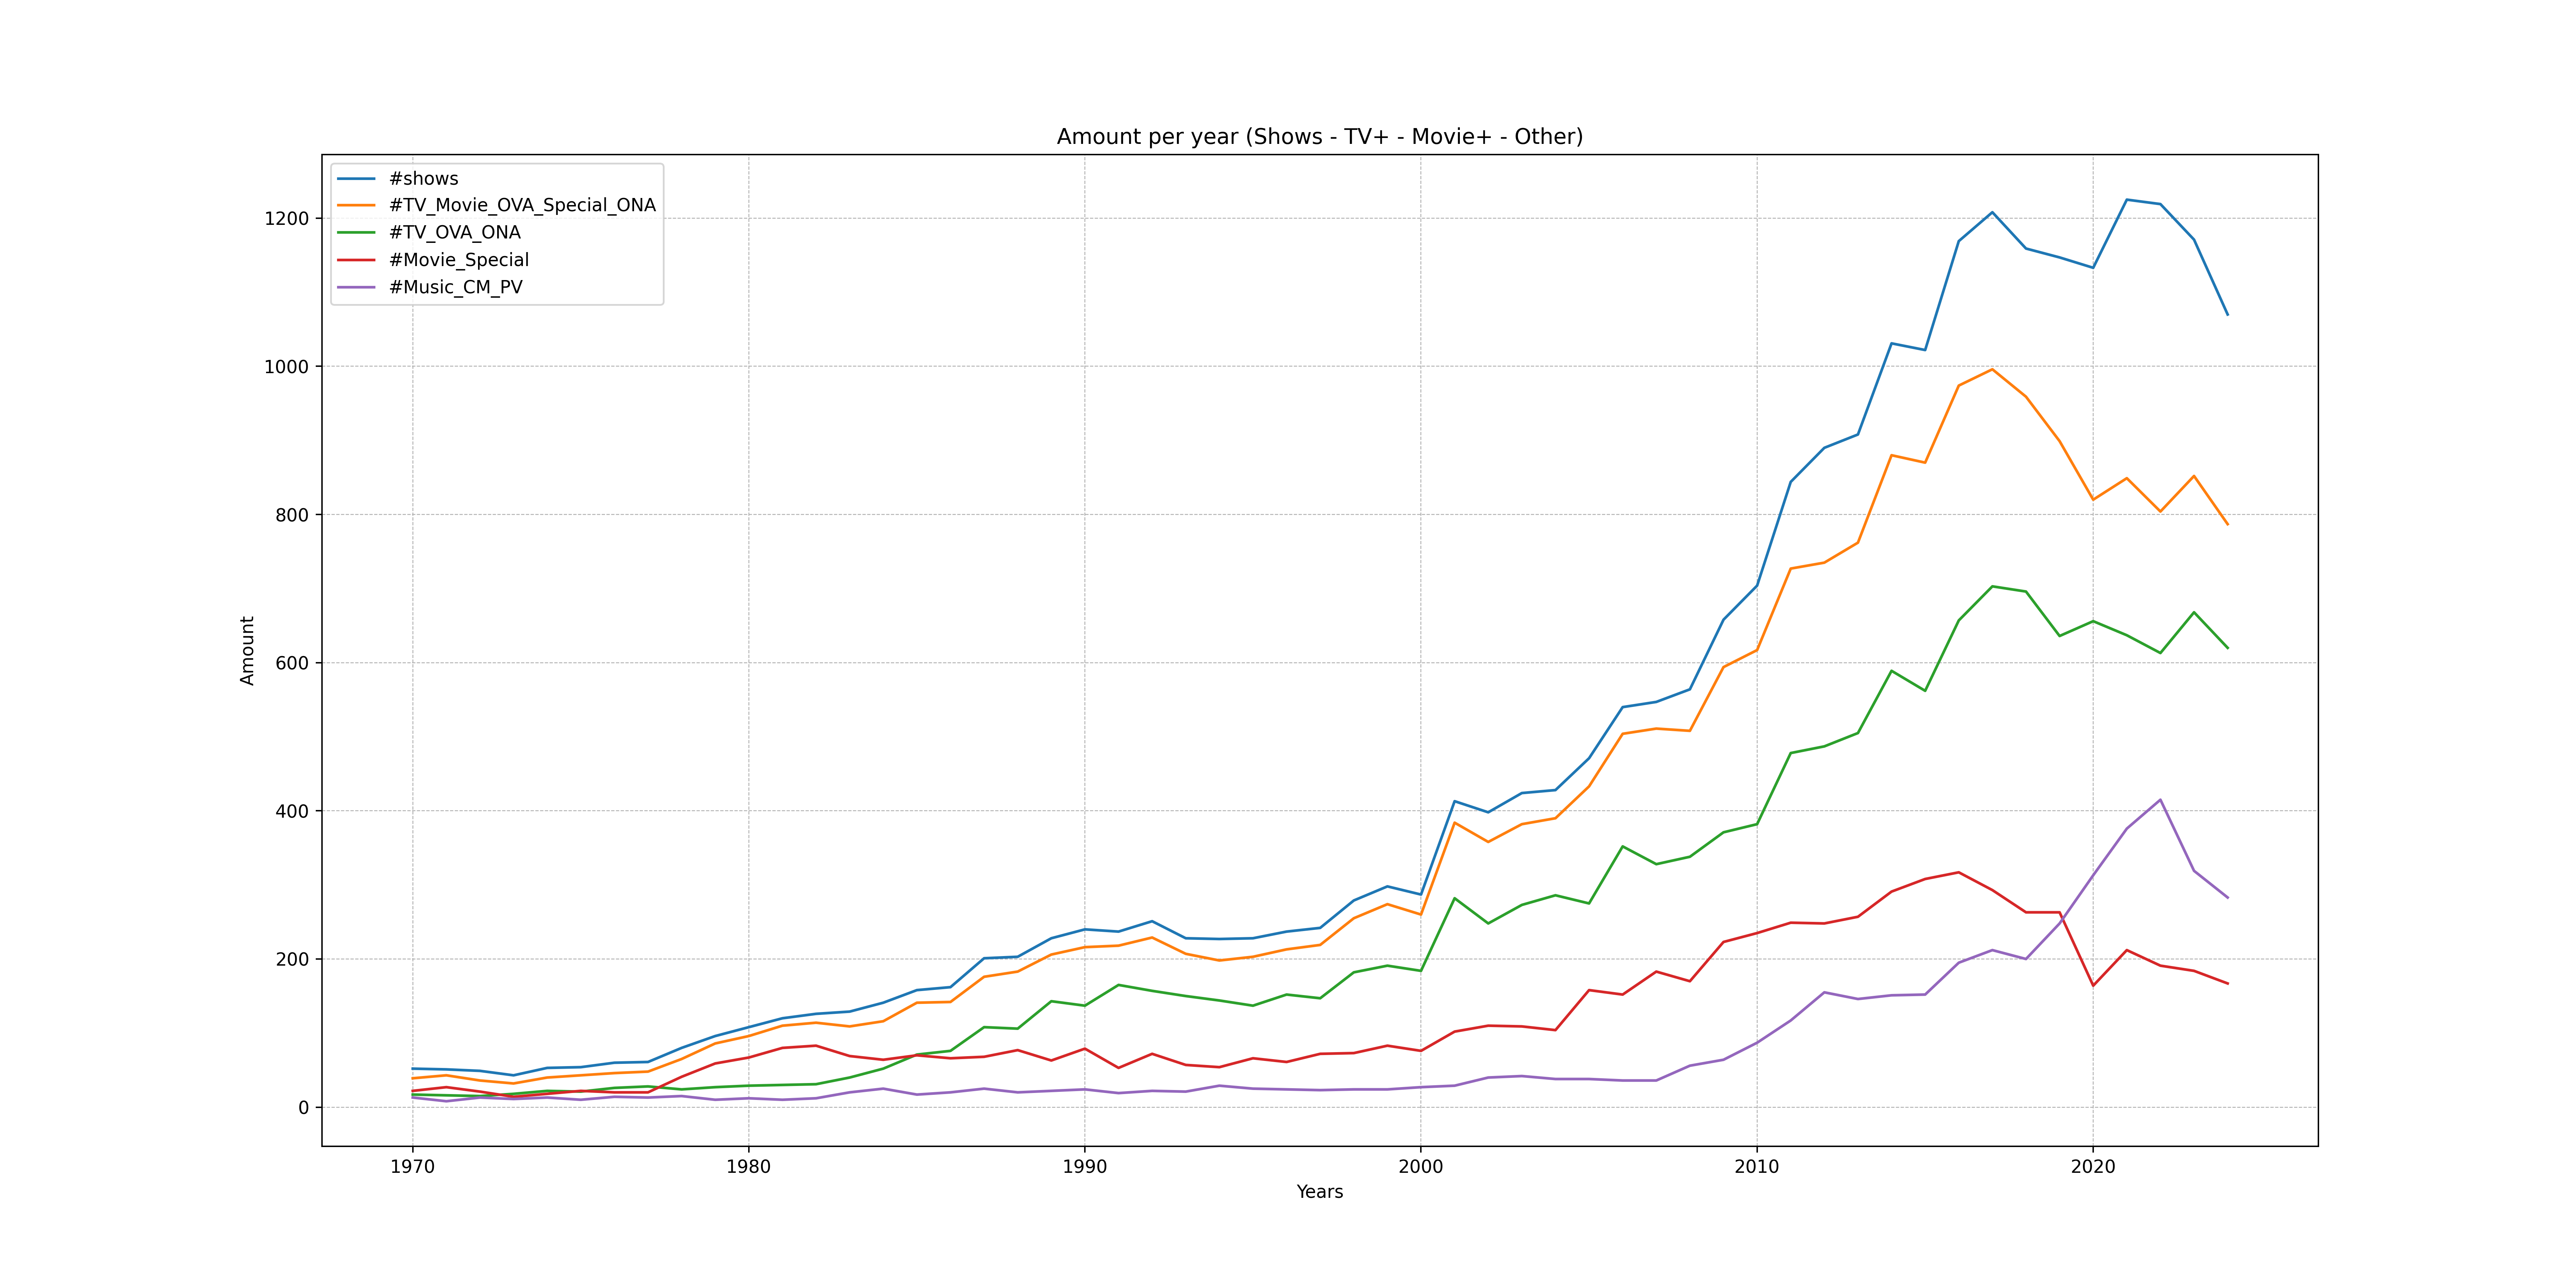 Amount per year (Shows - TV+ - Movie+ - Other)
#shows
#TV_Movie_OVA_Special_ONA
#TV_OVA_ONA
#Movie_Special
#Music_CM_PV
1200
1000
800
600
400
200
0
Amount
1970 1980 1990 2000 2010 2020
Years